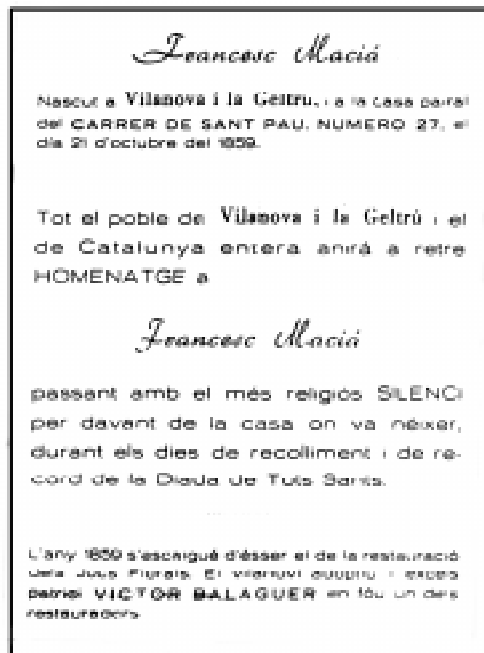 Francesc Macià
Nascut a Vilanova i la Geltrú, i a la casa pairal
del CARRER DE SANT PAU, NUMERO 27, el
dia 21 d'octubre del 1859.
Tot el poble de Vilanova i la Geltrú i el
de Catalunya entera anirà a retre
HOMENATGE a
Francesc Macià
passant amb el més religiós SILENCI
per davant de la casa on va néixer,
durant els dies de recolliment i de re-
cord de la Diada de Tots Sants.
L'any 1859 s'escaigué d'ésser el de la restauració
dels Jocs Florals. El vilanoví i
patrici VICTOR BALAGUER en fou un dels
restauradors.